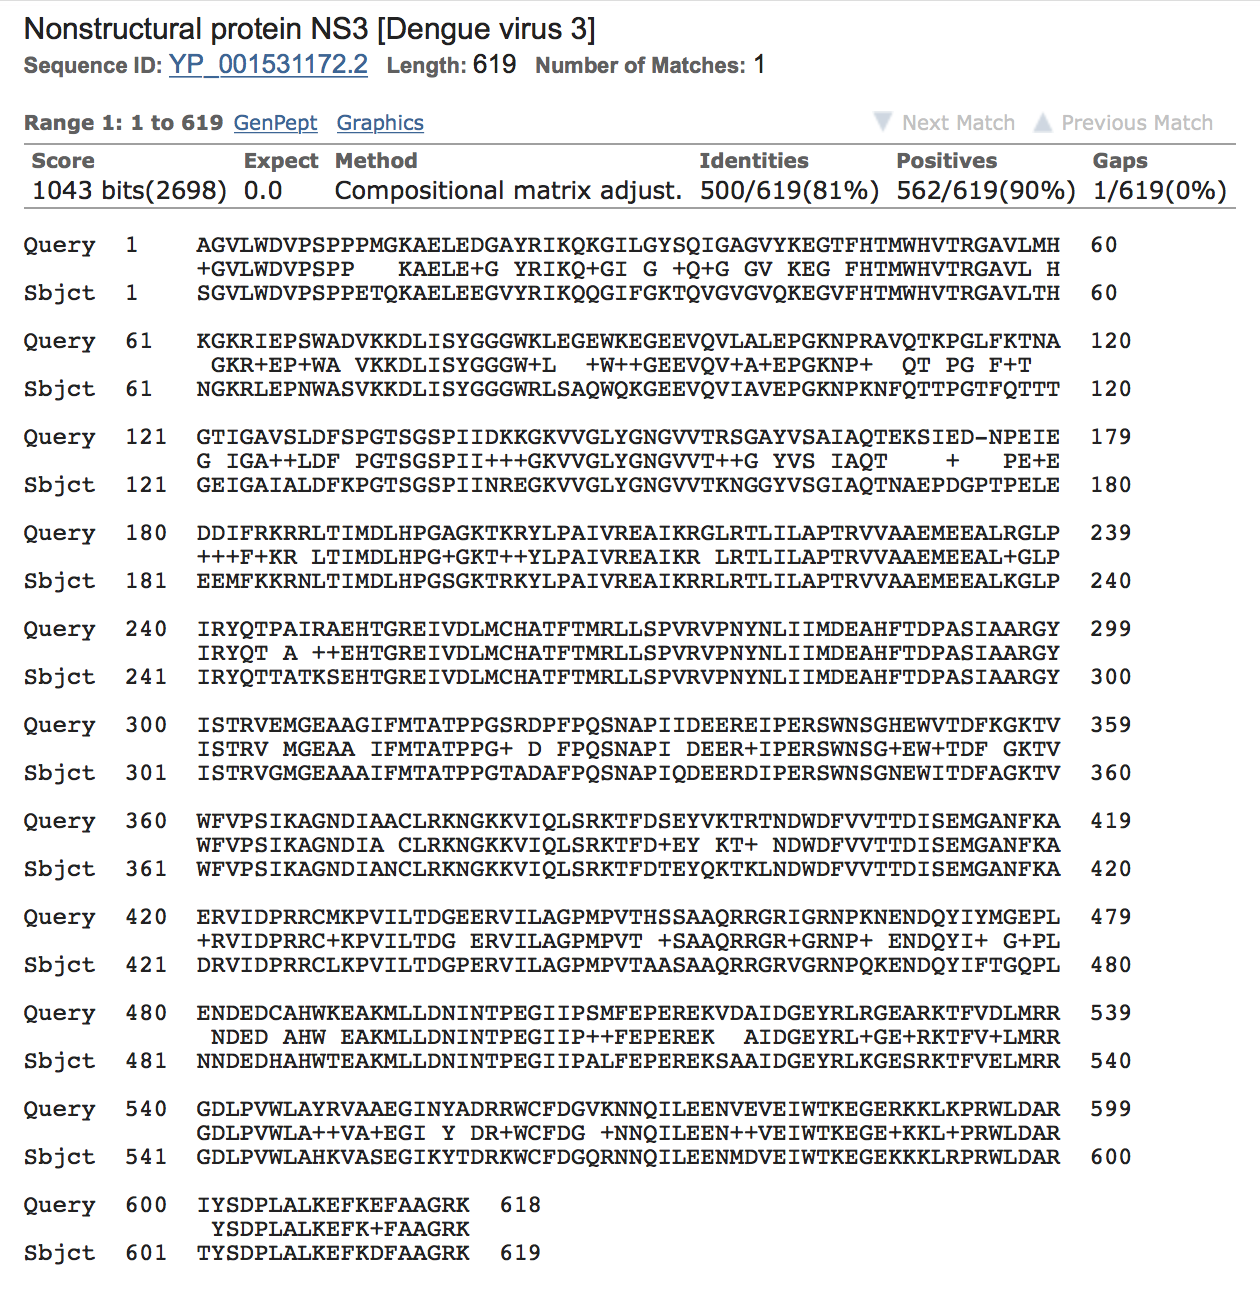 Nonstructural protein NS3 [Dengue virus 3]
Sequence ID: YP_001531172.2 Length: 619 Number of Matches: 1
Range 1: 1 to 619 GenPept Graphics ▼ Next Match ▲ Previous Match
Score Expect Method Identities Positives Gaps
1043 bits(2698) 0.0 Compositional matrix adjust. 500/619(81%) 562/619(90%) 1/619(0%)
Query 1 AGVLWDVPSPPPMGKAELEDGAYRIKQKGILGYSQIGAGVYKEGTFHTMWHVTRGAVLMH 60
+GVLWDVPSPP   KAELE+G YRIKQ+GI G +Q+G GV KEG FHTMWHVTRGAVL H
Sbjct 1 SGVLWDVPSPPETQKAELEEGVYRIKQQGIFGKTQVGVGVQKEGVFHTMWHVTRGAVLTH 60
Query 61 KGKRIEPSWADVKKDLISYGGGWKLEGEWKEGEEVQVLALEPGKNPRAVQTKPGLFKTNA 120
GKR+EP+WA VKKDLISYGGGW+L  +W++GEEVQV+A+EPGKNP+  QT PG F+T
Sbjct 61 NGKRLEPNWASVKKDLISYGGGWRLSAQWQKGEEVQVIAVEPGKNPKNFQTTPGTFQTTT 120
Query 121 GTIGAVSLDFSPGTSGSPIIDKKGKVVGLYGNGVVTRSGAYVSAIAQTEKSIED-NPEIE 179
G IGA++LDF PGTSGSPII+++GKVVGLYGNGVVT++G YVS IAQT    +   PE+E
Sbjct 121 GEIGAIALDFKPGTSGSPIINREGKVVGLYGNGVVTKNGGYVSGIAQTNAEPDGPTPELE 180
Query 180 DDIFRKRRLTIMDLHPGAGKTKRYLPAIVREAIKRGLRTLILAPTRVVAAEMEEALRGLP 239
+++F+KR LTIMDLHPG+GKT++YLPAIVREAIKR LRTLILAPTRVVAAEMEEAL+GLP
Sbjct 181 EEMFKKRNLTIMDLHPGSGKTRKYLPAIVREAIKRRLRTLILAPTRVVAAEMEEALKGLP 240
Query 240 IRYQTPAIRAEHTGREIVDLMCHATFTMRLLSPVRVPNYNLIIMDEAHFTDPASIAARGY 299
IRYQT A ++EHTGREIVDLMCHATFTMRLLSPVRVPNYNLIIMDEAHFTDPASIAARGY
Sbjct 241 IRYQTTATKSEHTGREIVDLMCHATFTMRLLSPVRVPNYNLIIMDEAHFTDPASIAARGY 300
Query 300 ISTRVEMGEAAGIFMTATPPGSRDPFPQSNAPIIDEEREIPERSWNSGHEWVTDFKGKTV 359
ISTRV MGEAA IFMTATPPG+ D FPQSNAPI DEER+IPERSWNSG+EW+TDF GKTV
Sbjct 301 ISTRVGMGEAAAIFMTATPPGTADAFPQSNAPIQDEERDIPERSWNSGNEWITDFAGKTV 360
Query 360 WFVPSIKAGNDIAACLRKNGKKVIQLSRKTFDSEYVKTRTNDWDFVVTTDISEMGANFKA 419
WFVPSIKAGNDIA CLRKNGKKVIQLSRKTFD+EY KT+ NDWDFVVTTDISEMGANFKA
Sbjct 361 WFVPSIKAGNDIANCLRKNGKKVIQLSRKTFDTEYQKTKLNDWDFVVTTDISEMGANFKA 420
Query 420 ERVIDPRRCMKPVILTDGEERVILAGPMPVTHSSAAQRRGRIGRNPKNENDQYIYMGEPL 479
+RVIDPRRC+KPVILTDG ERVILAGPMPVT +SAAQRRGR+GRNP+ ENDQYI+ G+PL
Sbjct 421 DRVIDPRRCLKPVILTDGPERVILAGPMPVTAASAAQRRGRVGRNPQKENDQYIFTGQPL 480
Query 480 ENDEDCAHWKEAKMLLDNINTPEGIIPSMFEPEREKVDAIDGEYRLRGEARKTFVDLMRR 539
NDED AHW EAKMLLDNINTPEGIIP++FEPEREK  AIDGEYRL+GE+RKTFV+LMRR
Sbjct 481 NNDEDHAHWTEAKMLLDNINTPEGIIPALFEPEREKSAAIDGEYRLKGESRKTFVELMRR 540
Query 540 GDLPVWLAYRVAAEGINYADRRWCFDGVKNNQILEENVEVEIWTKEGERKKLKPRWLDAR 599
GDLPVWLA++VA+EGI Y DR+WCFDG +NNQILEEN++VEIWTKEGE+KKL+PRWLDAR
Sbjct 541 GDLPVWLAHKVASEGIKYTDRKWCFDGQRNNQILEENMDVEIWTKEGEKKKLRPRWLDAR 600
Query 600 IYSDPLALKEFKEFAAGRK 618
YSDPLALKEFK+FAAGRK
Sbjct 601 TYSDPLALKEFKDFAAGRK 619